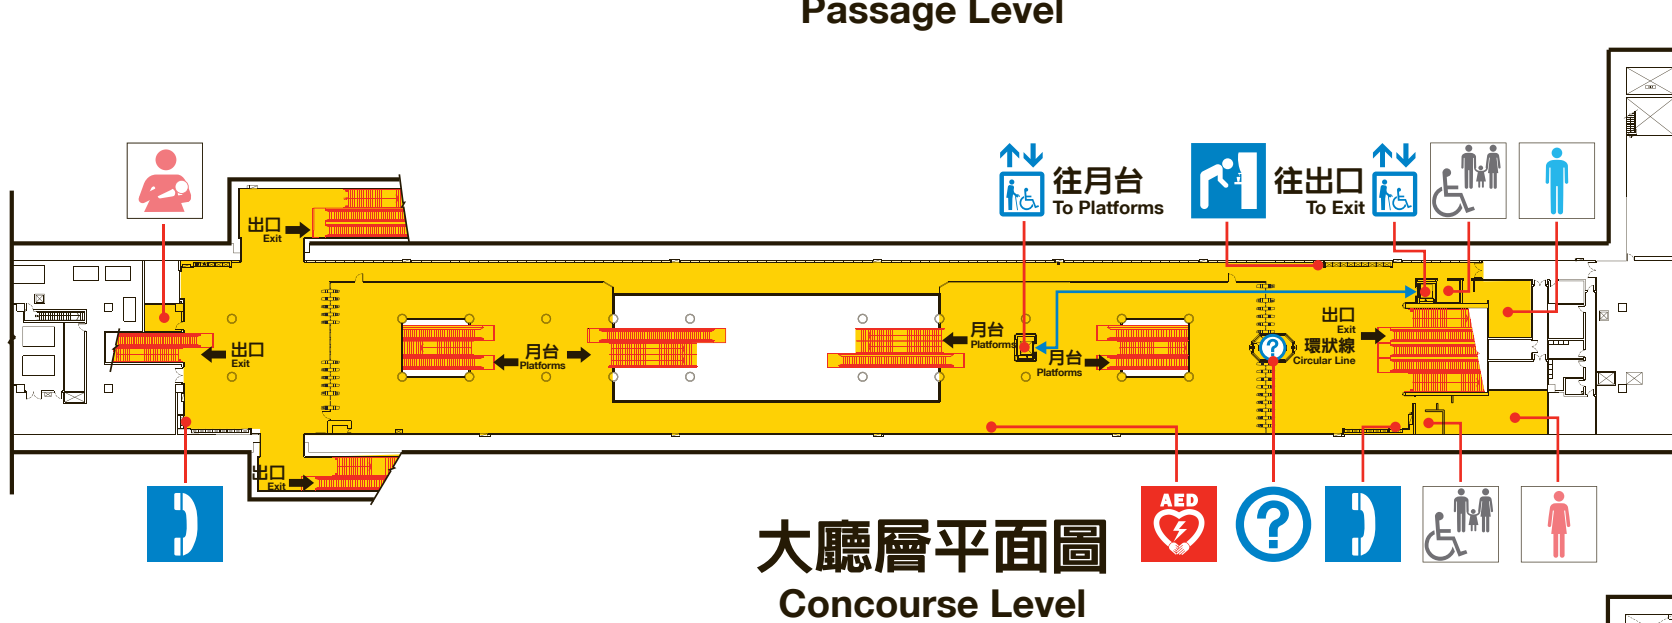 Passage Level
往月台
To Platforms
往出口
To Exit
出口
Exit
出口
Exit
月台
Platforms
月台
Platforms
月台
Platforms
出口
Exit
環狀線
Circular Line
出口
Exit
AED
?
?
大廳層平面圖
Concourse Level